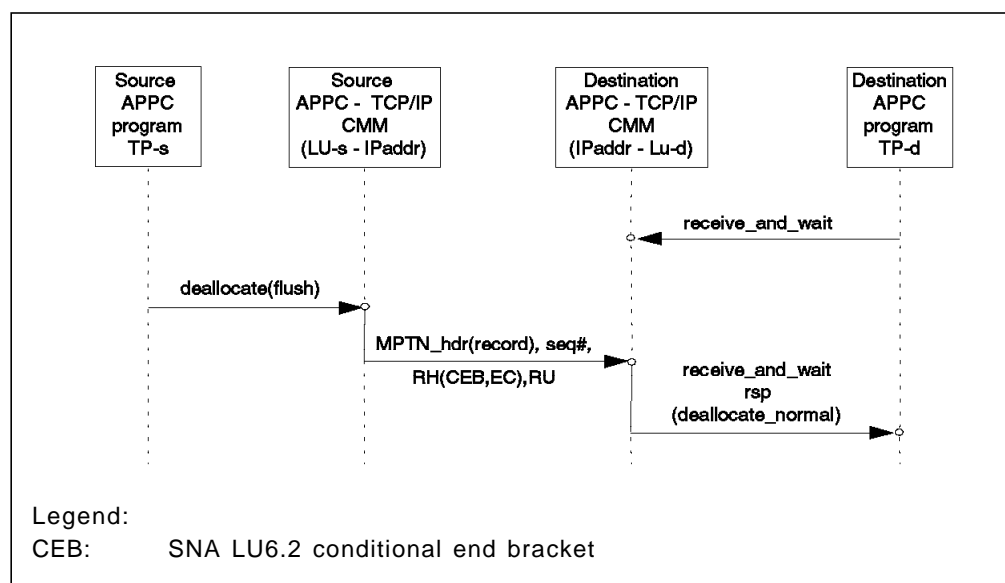 Source
APPC
program
TP-s
Source
APPC - TCP/IP
CMM
(LU-s - IPaddr)
Destination
APPC - TCP/IP
CMM
(IPaddr - Lu-d)
Destination
APPC
program
TP-d
receive_and_wait
deallocate(flush)
MPTN_hdr(record), seq#,
RH(CEB,EC),RU
receive_and_wait
rsp
(deallocate_normal)
Legend:
CEB: SNA LU6.2 conditional end bracket